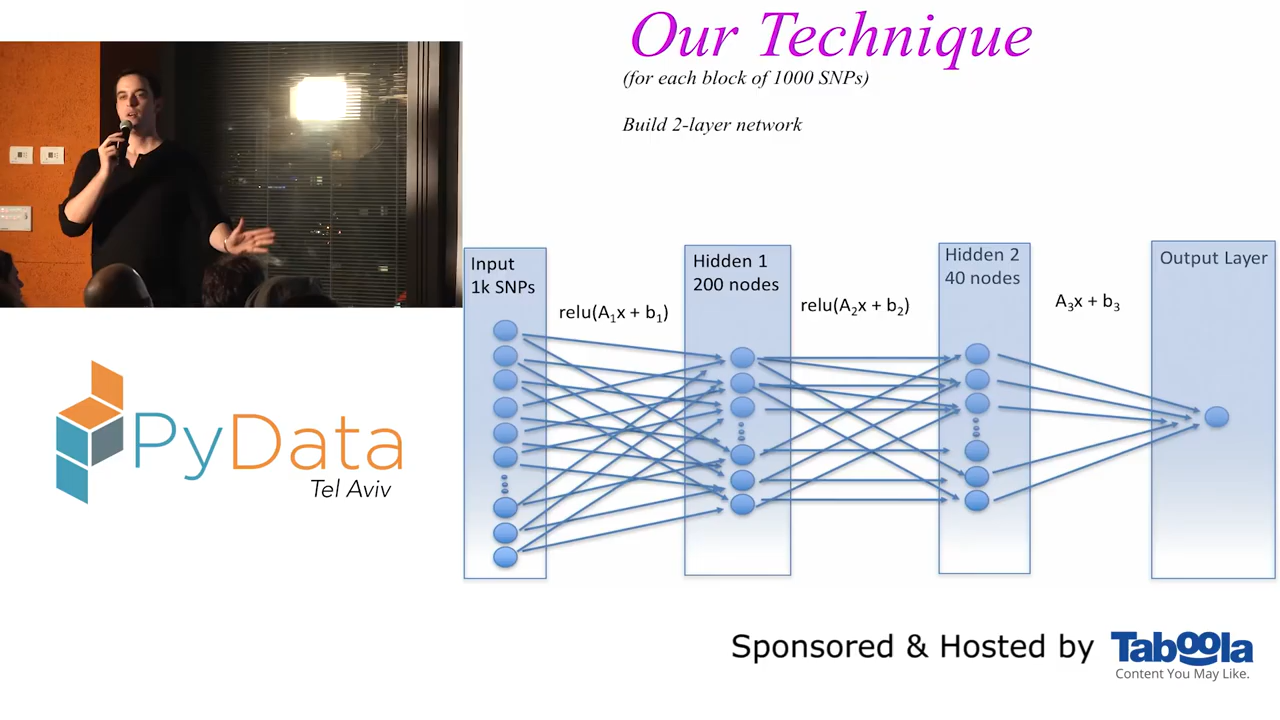 Our Technique
(for each block of 1000 SNPs)
Build 2-layer network
Input
1k SNPs
relu(A₁x + b₁)
Hidden 1
200 nodes
relu(A₂x + b₂)
Hidden 2
40 nodes
A₃x + b₃
Output Layer
PyData
Tel Aviv
Sponsored & Hosted by
Taboola
Content You May Like.